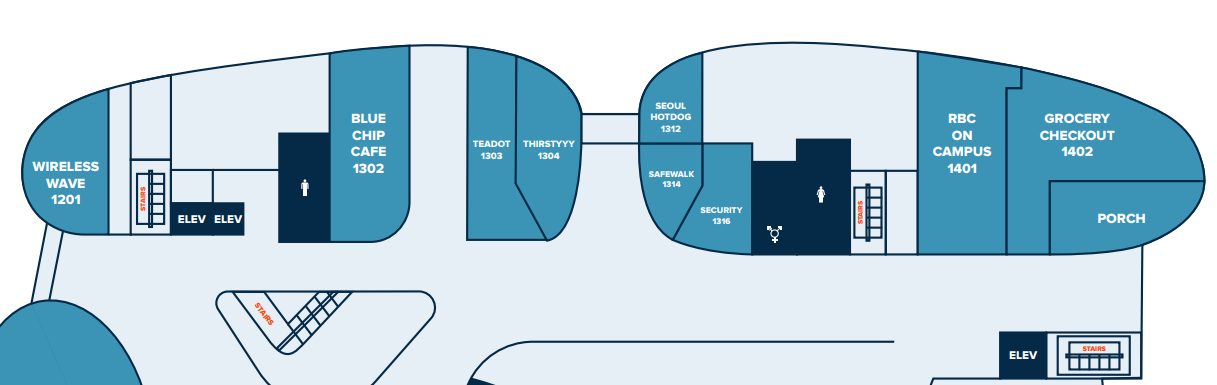 WIRELESS
WAVE
1201
STAIRS
ELEV
ELEV
BLUE
CHIP
CAFE
1302
TEADOT
1303
THIRSTYYY
1304
SEOUL
HOTDOG
1312
SAFEWALK
1314
SECURITY
1316
STAIRS
RBC
ON
CAMPUS
1401
GROCERY
CHECKOUT
1402
PORCH
STAIRS
ELEV
STAIRS